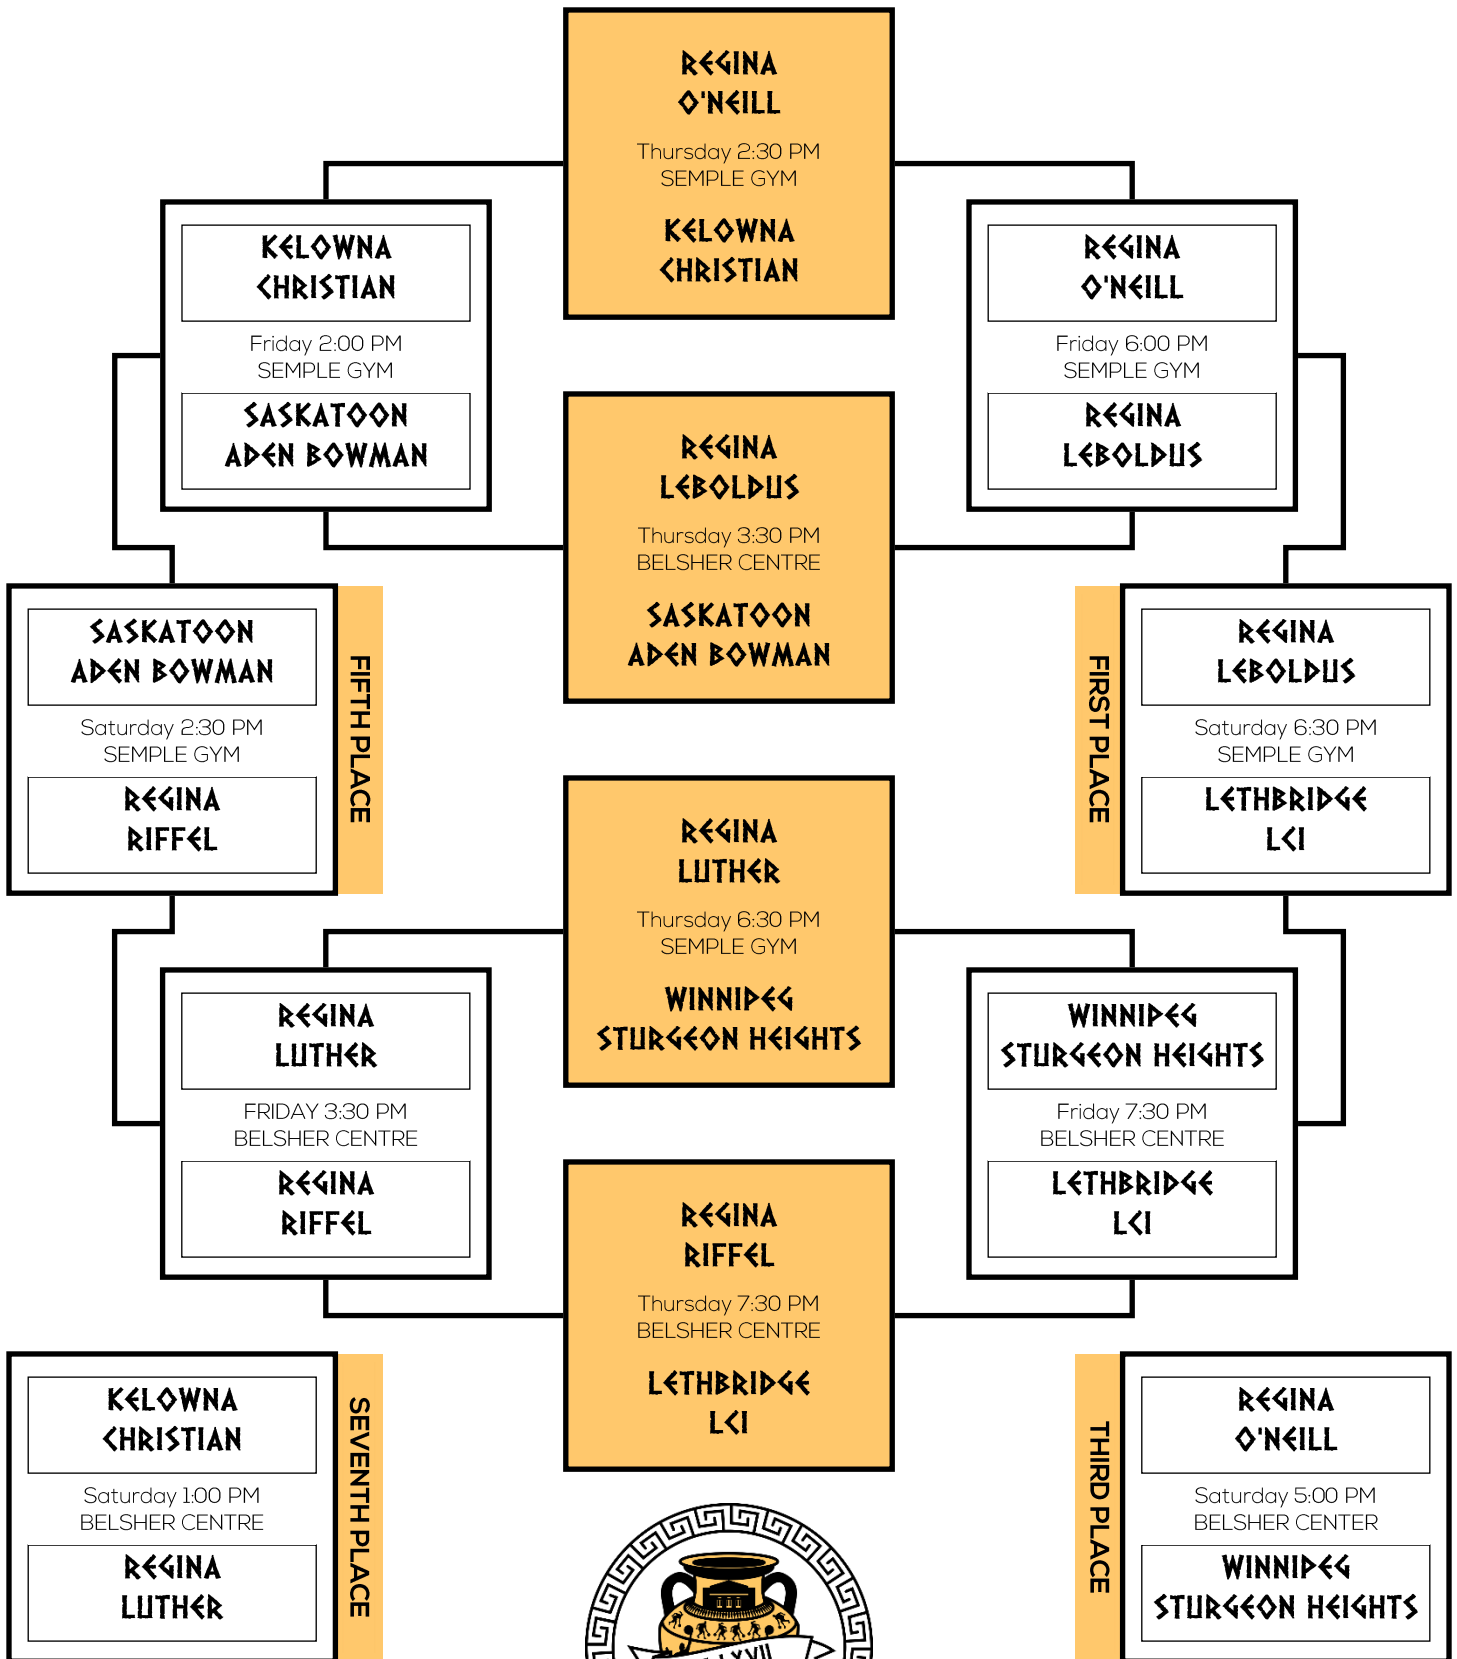 REGINA
O'NEILL
Thursday 2:30 PM
SEMPLE GYM
KELOWNA
CHRISTIAN
KELOWNA
CHRISTIAN
Friday 2:00 PM
SEMPLE GYM
SASKATOON
ADEN BOWMAN
REGINA
O'NEILL
Friday 6:00 PM
SEMPLE GYM
REGINA
LEBOLDUS
REGINA
LEBOLDUS
Thursday 3:30 PM
BELSHER CENTRE
SASKATOON
ADEN BOWMAN
SASKATOON
ADEN BOWMAN
Saturday 2:30 PM
SEMPLE GYM
REGINA
RIFFEL
FIFTH PLACE
FIRST PLACE
REGINA
LEBOLDUS
Saturday 6:30 PM
SEMPLE GYM
LETHBRIDGE
LCI
REGINA
LUTHER
Thursday 6:30 PM
SEMPLE GYM
WINNIPEG
STURGEON HEIGHTS
REGINA
LUTHER
FRIDAY 3:30 PM
BELSHER CENTRE
REGINA
RIFFEL
WINNIPEG
STURGEON HEIGHTS
Friday 7:30 PM
BELSHER CENTRE
LETHBRIDGE
LCI
REGINA
RIFFEL
Thursday 7:30 PM
BELSHER CENTRE
LETHBRIDGE
LCI
KELOWNA
CHRISTIAN
Saturday 1:00 PM
BELSHER CENTRE
REGINA
LUTHER
SEVENTH PLACE
THIRD PLACE
REGINA
O'NEILL
Saturday 5:00 PM
BELSHER CENTER
WINNIPEG
STURGEON HEIGHTS